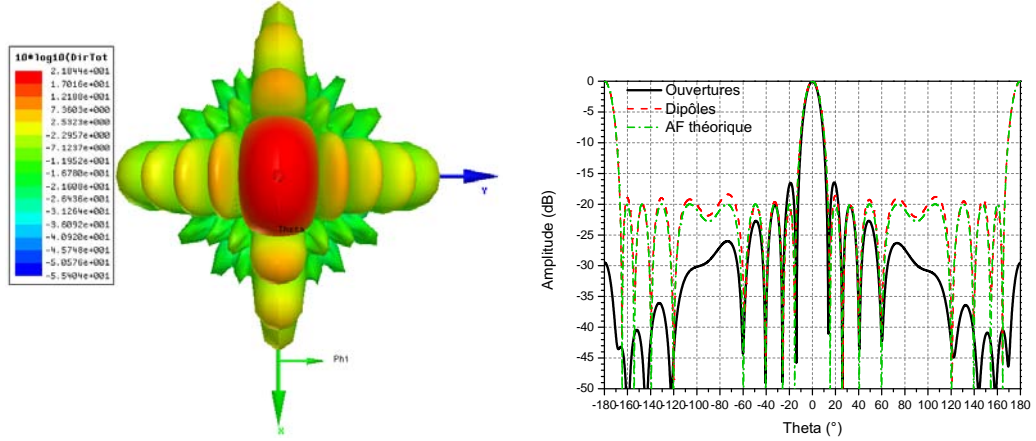 10*log10(DirTot
2.1844e+001
1.7016e+001
1.2188e+001
7.3603e+000
2.5323e+000
-2.2957e+000
-7.1237e+000
-1.1952e+001
-1.6780e+001
-2.1608e+001
-2.6436e+001
-3.1264e+001
-3.6092e+001
-4.0920e+001
-4.5748e+001
-5.0576e+001
-5.5404e+001
Theta
Y
Phi
X
Ouvertures
Dipôles
AF théorique
0
-5
-10
-15
-20
-25
-30
-35
-40
-45
-50
Amplitude (dB)
-180 -160 -140 -120 -100 -80 -60 -40 -20 0 20 40 60 80 100 120 140 160 180
Theta (°)